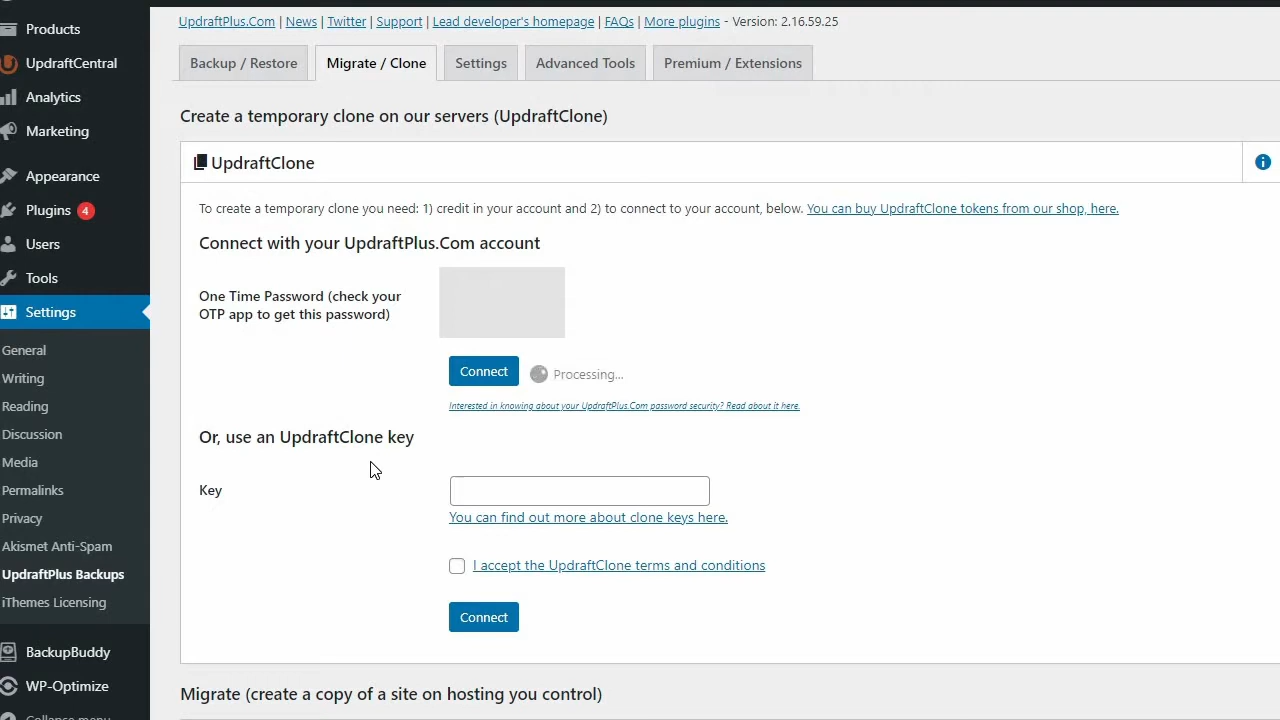 Products
UpdraftCentral
Analytics
Marketing
Appearance
Plugins 4
Users
Tools
Settings
General
Writing
Reading
Discussion
Media
Permalinks
Privacy
Akismet Anti-Spam
UpdraftPlus Backups
iThemes Licensing
BackupBuddy
WP-Optimize
Collapse menu
UpdraftPlus.Com | News | Twitter | Support | Lead developer's homepage | FAQs | More plugins - Version: 2.16.59.25
Backup / Restore Migrate / Clone Settings Advanced Tools Premium / Extensions
Create a temporary clone on our servers (UpdraftClone)
UpdraftClone
To create a temporary clone you need: 1) credit in your account and 2) to connect to your account, below. You can buy UpdraftClone tokens from our shop, here.
Connect with your UpdraftPlus.Com account
One Time Password (check your
OTP app to get this password)
Connect Processing...
Interested in knowing about your UpdraftPlus.Com password security? Read about it here.
Or, use an UpdraftClone key
Key
You can find out more about clone keys here.
I accept the UpdraftClone terms and conditions
Connect
Migrate (create a copy of a site on hosting you control)